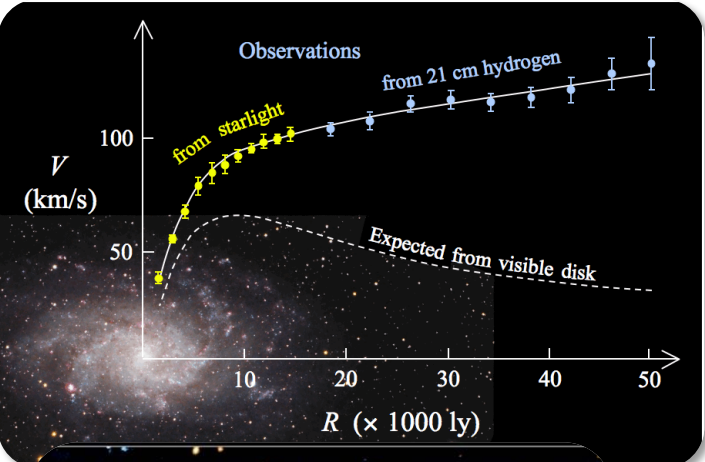 Observations
from 21 cm hydrogen
from starlight
100
V
(km/s)
50
Expected from visible disk
10
20
30
40
50
R (× 1000 ly)